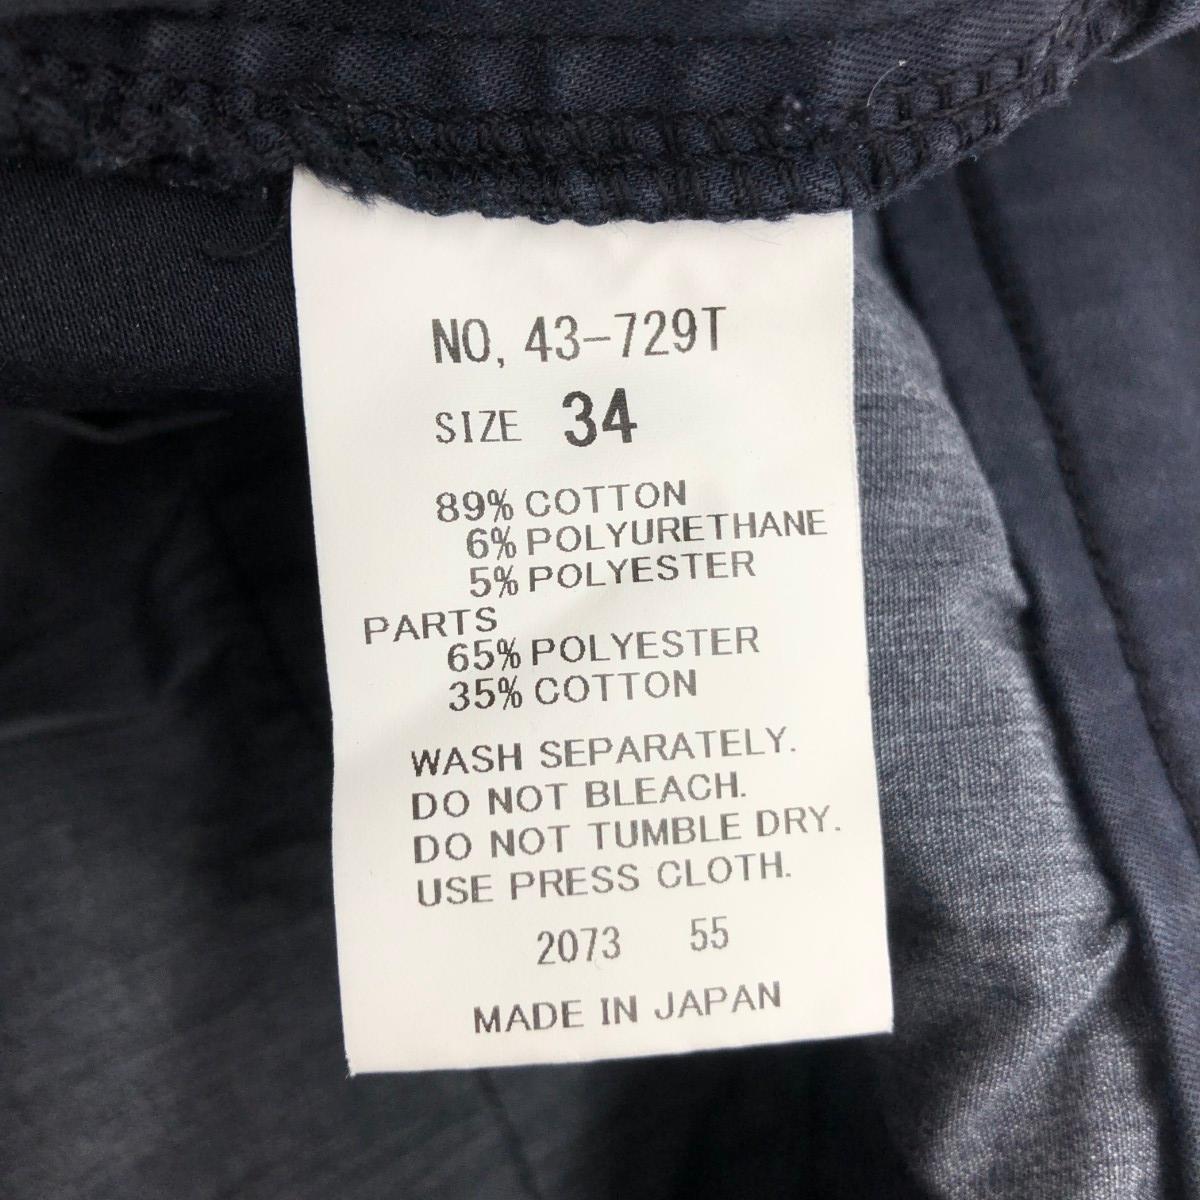 NO, 43-729T
SIZE 34
89% COTTON
6% POLYURETHANE
5% POLYESTER
PARTS
65% POLYESTER
35% COTTON
WASH SEPARATELY.
DO NOT BLEACH.
DO NOT TUMBLE DRY.
USE PRESS CLOTH.
2073 55
MADE IN JAPAN